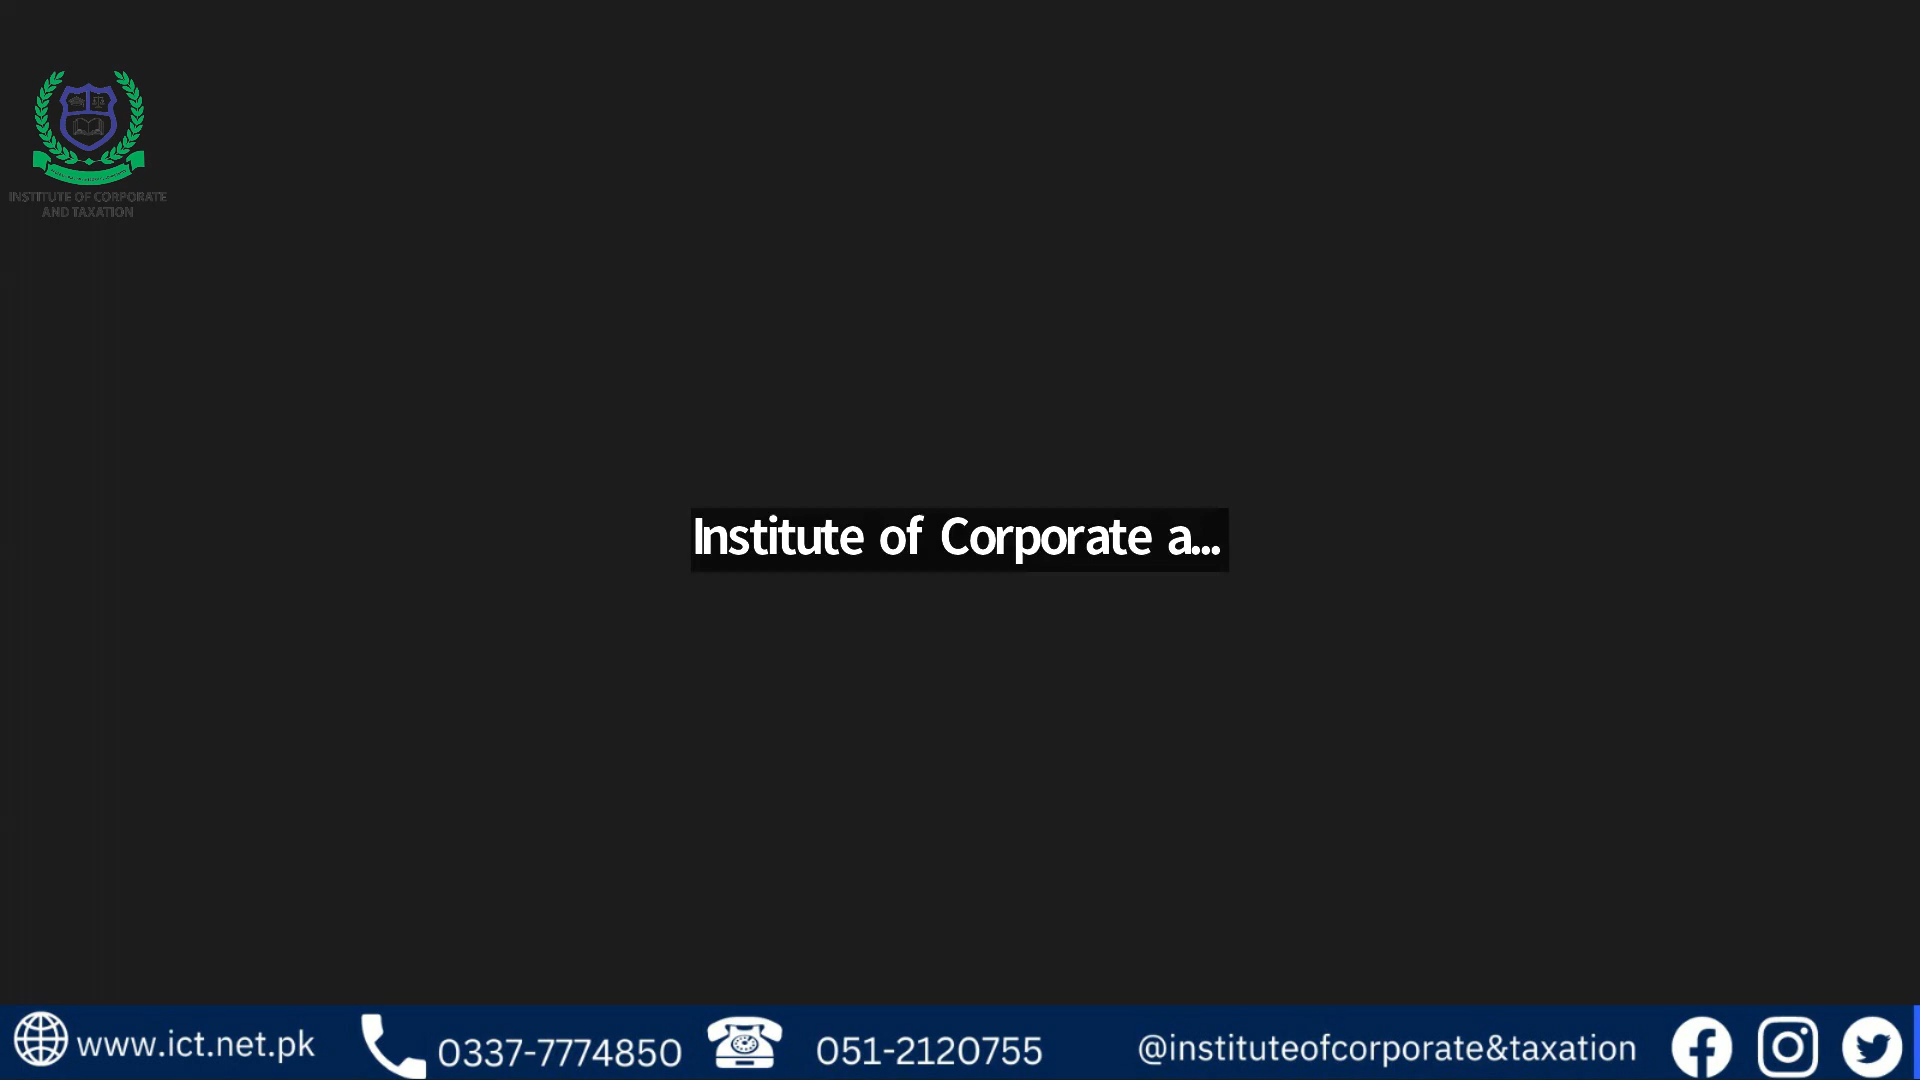 INSTITUTE OF CORPORATE
AND TAXATION
Institute of Corporate a...
www.ict.net.pk
0337-7774850
051-2120755
@instituteofcorporate&taxation